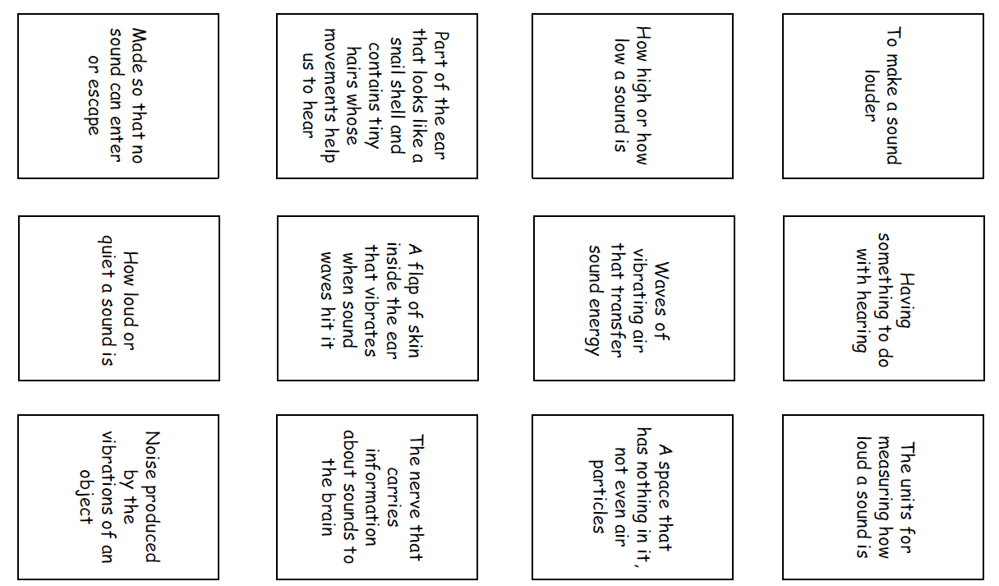 To make a sound
louder
Having
something to do
with hearing
The units for
measuring how
loud a sound is
How high or how
low a sound is
Waves of
vibrating air
that transfer
sound energy
A space that
has nothing in it,
not even air
particles
Part of the ear
that looks like a
snail shell and
contains tiny
hairs whose
movements help
us to hear
A flap of skin
inside the ear
that vibrates
when sound
waves hit it
The nerve that
carries
information
about sounds to
the brain
Made so that no
sound can enter
or escape
How loud or
quiet a sound is
Noise produced
by the
vibrations of an
object